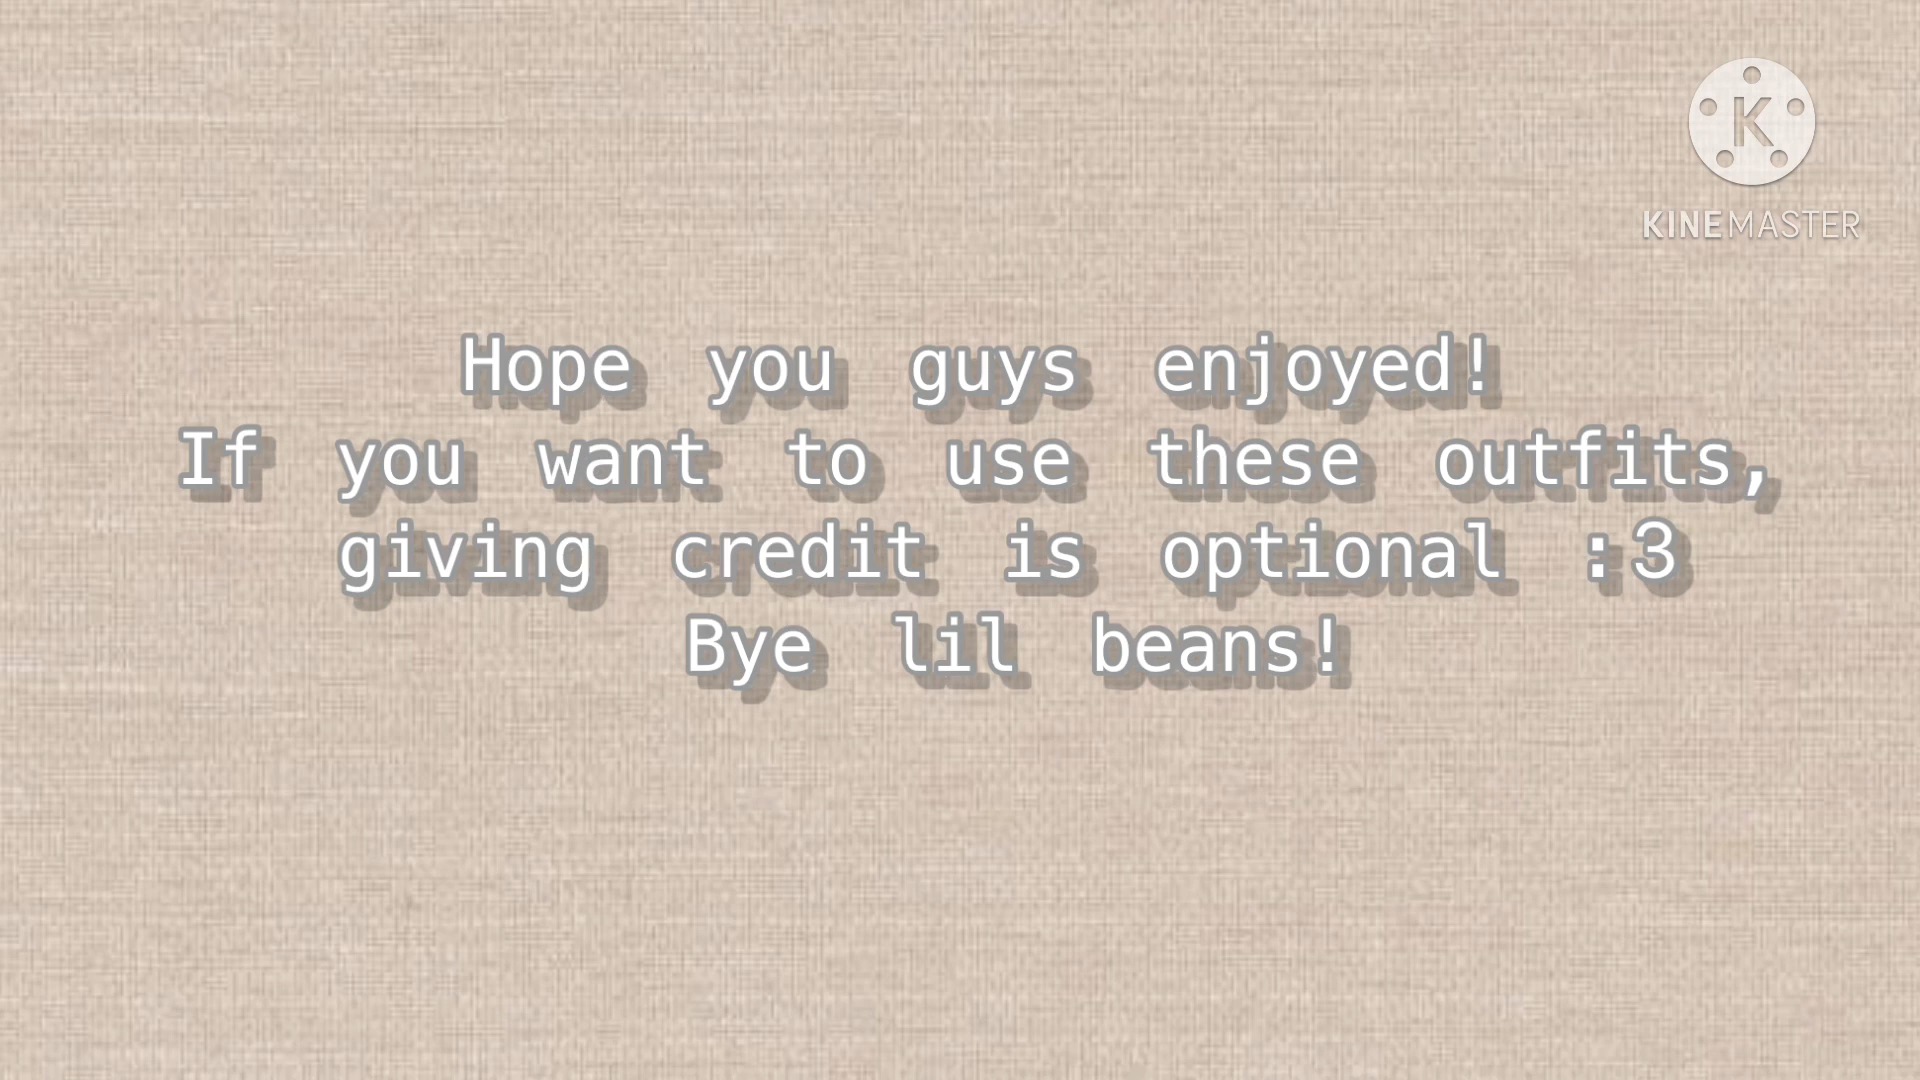 K
KINEMASTER
Hope you guys enjoyed!
If you want to use these outfits,
giving credit is optional :3
Bye lil beans!